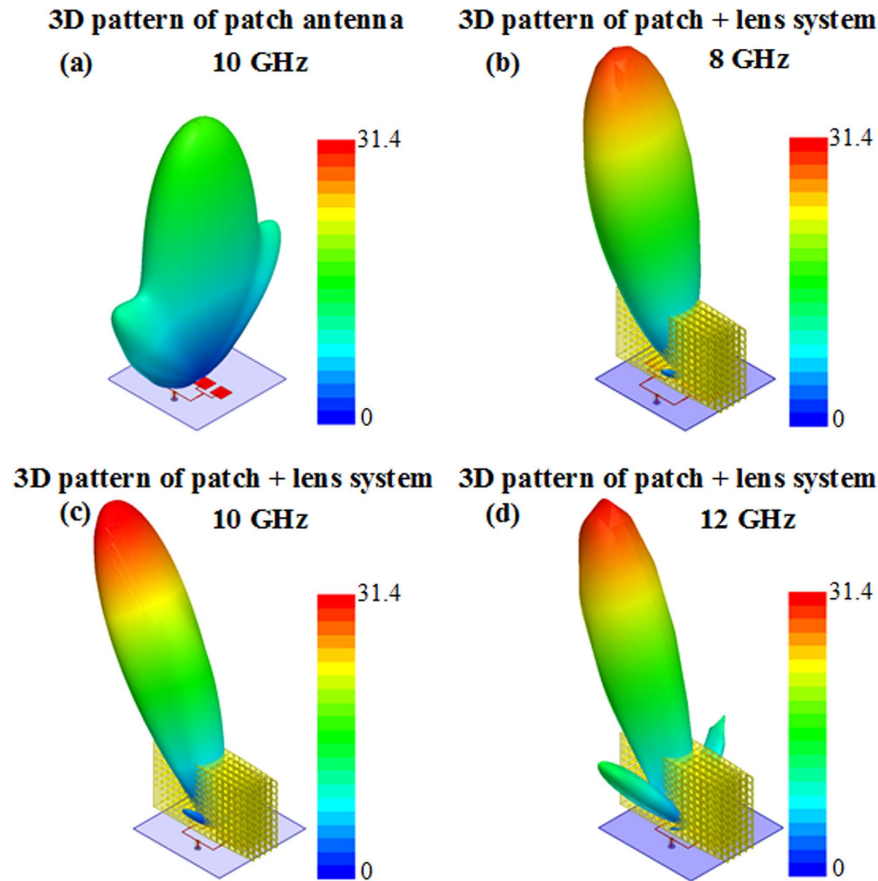 3D pattern of patch antenna
(a) 10 GHz
31.4
0
3D pattern of patch + lens system
(b) 8 GHz
31.4
0
3D pattern of patch + lens system
(c) 10 GHz
31.4
0
3D pattern of patch + lens system
(d) 12 GHz
31.4
0